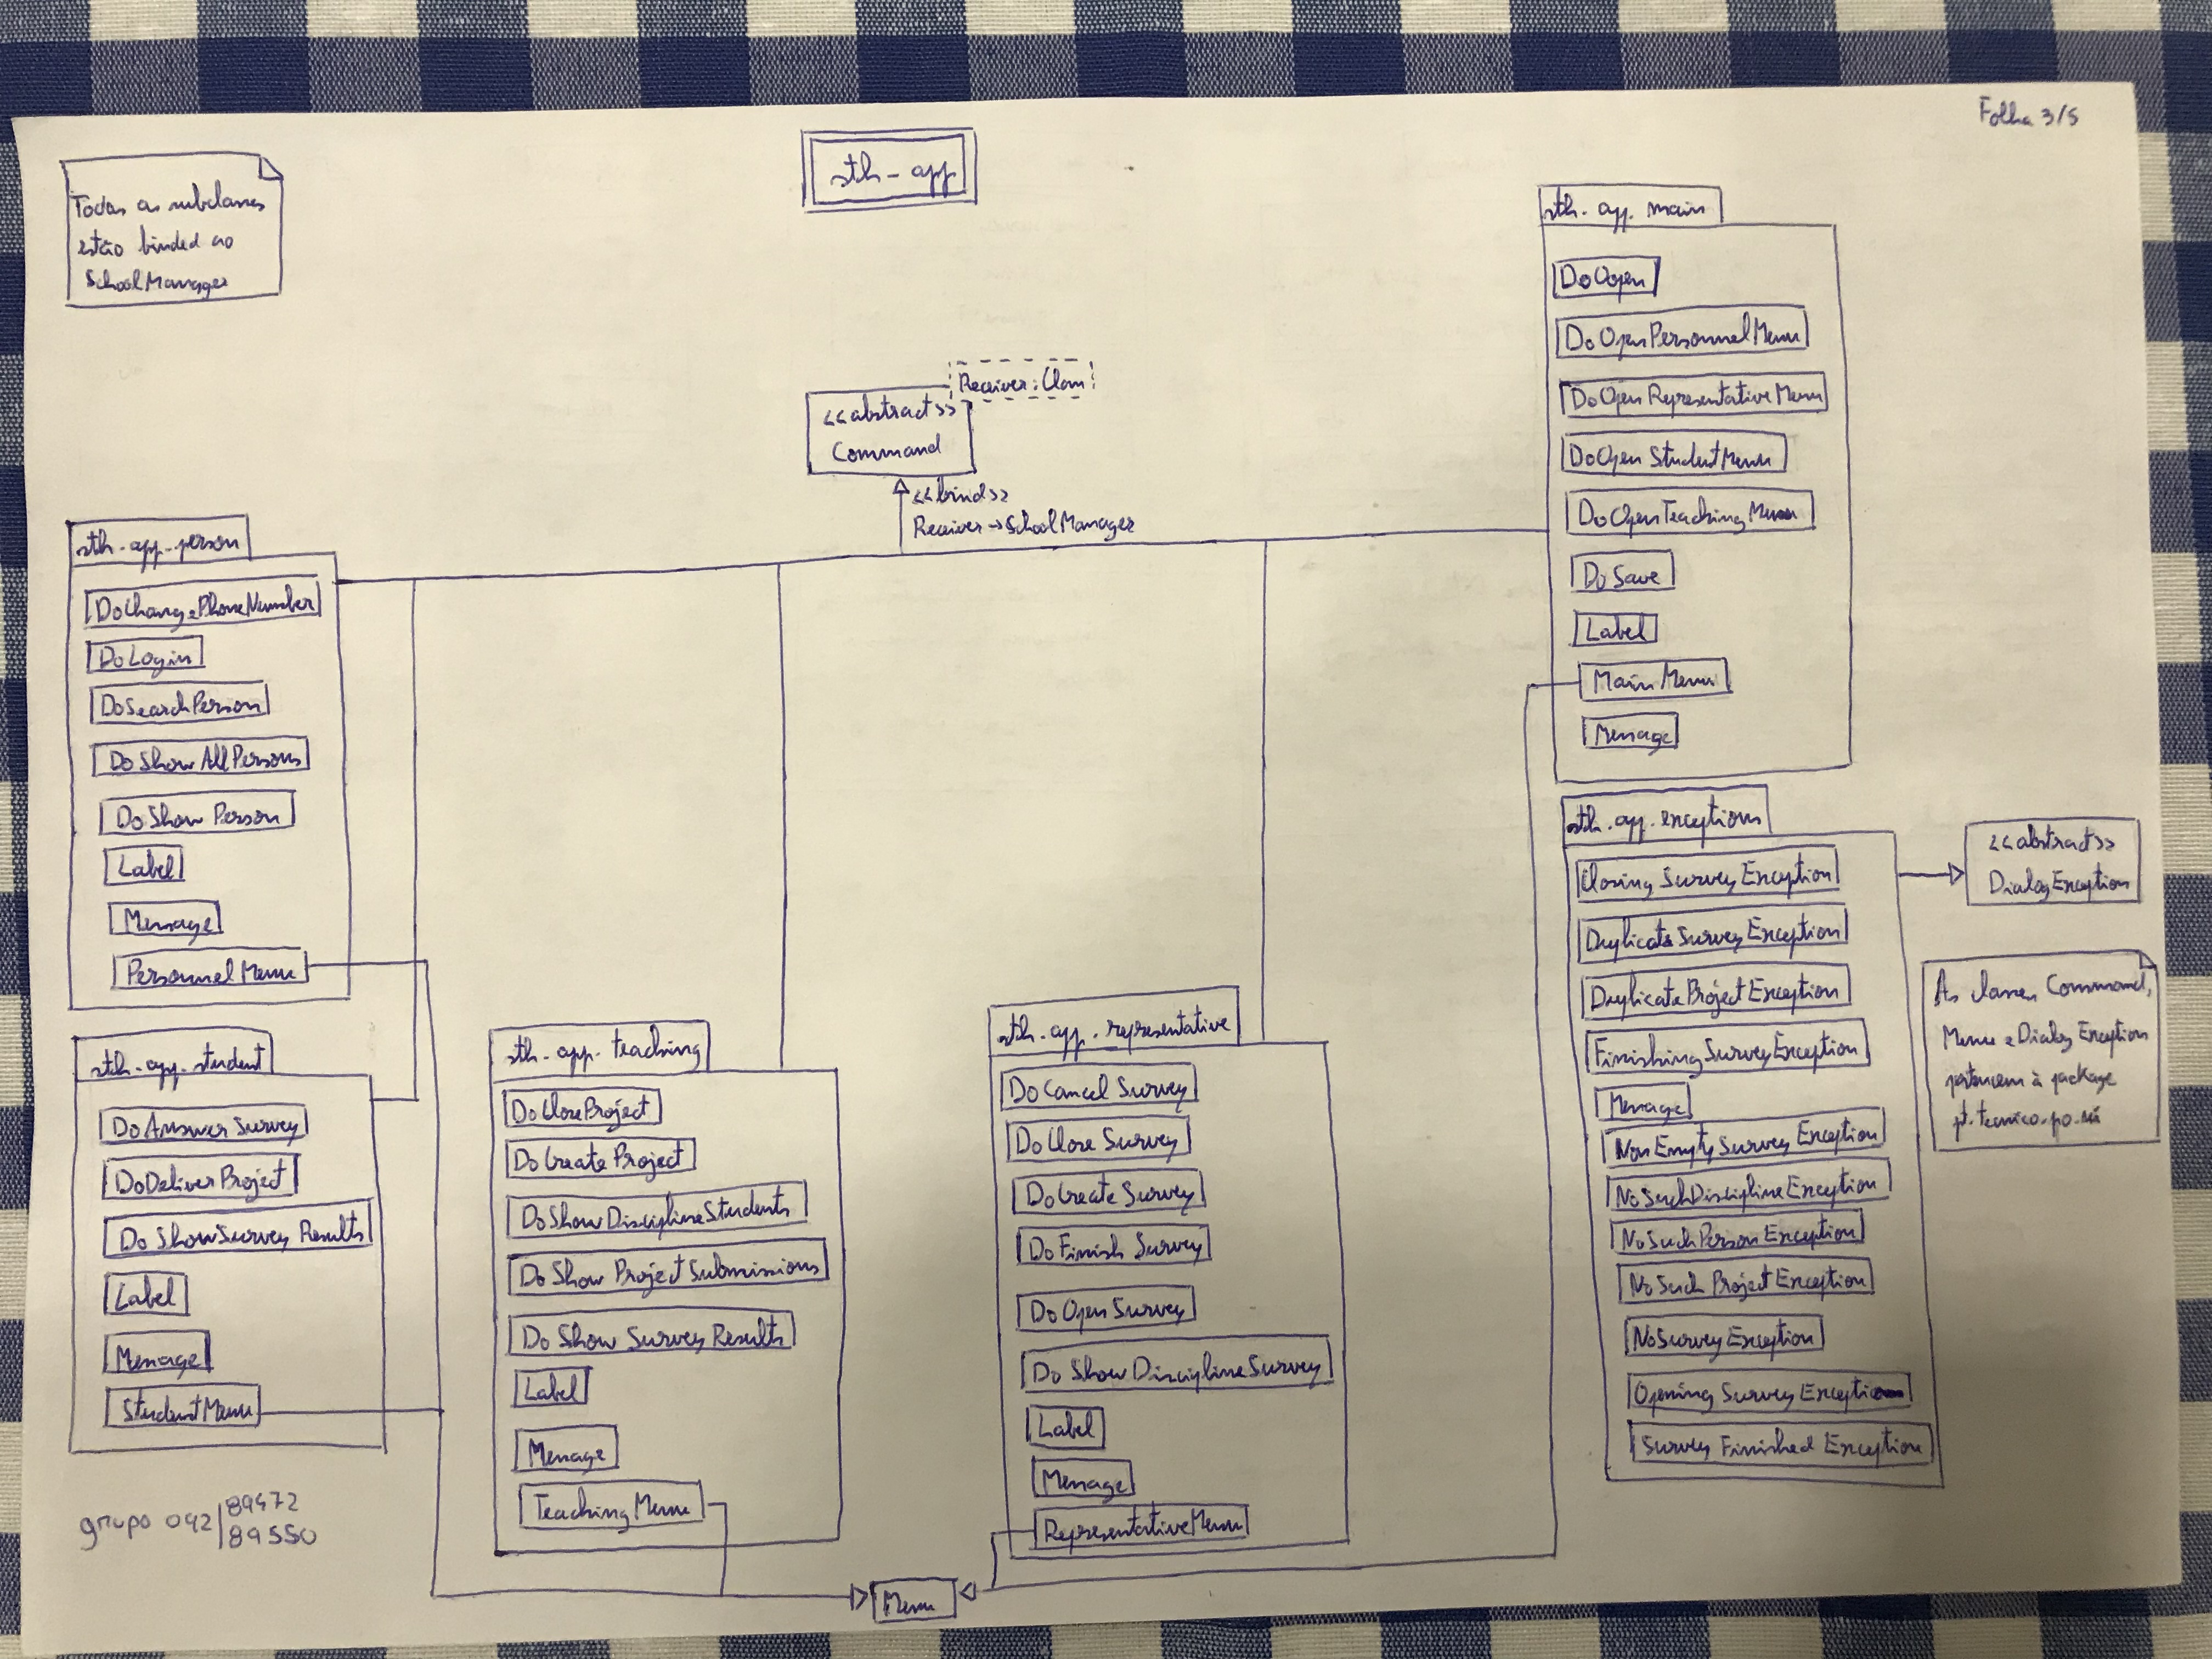 Folha 3/5
sth-app
Todas as subclasses
estão binded ao
SchoolManager
Receiver:Class
<<abstract>>
Command
<<bind>>
Receiver→SchoolManager
sth.app.person
DoChangePhoneNumber
DoLogin
DoSearchPerson
DoShowAllPersons
DoShowPerson
Label
Message
PersonnelMenu
sth.app.student
DoAnswerSurvey
DoDeliverProject
DoShowSurveyResults
Label
Message
StudentMenu
grupo 092
89472
89550
sth.app.teaching
DoCloseProject
DoCreateProject
DoShowDisciplineStudents
DoShowProjectSubmissions
DoShowSurveyResults
Label
Message
TeachingMenu
sth.app.representative
DoCancelSurvey
DoCloseSurvey
DoCreateSurvey
DoFinishSurvey
DoOpenSurvey
DoShowDisciplineSurvey
Label
Message
RepresentativeMenu
Menu
sth.app.main
DoOpen
DoOpenPersonnelMenu
DoOpenRepresentativeMenu
DoOpenStudentMenu
DoOpenTeachingMenu
DoSave
Label
MainMenu
Message
sth.app.exceptions
ClosingSurveyException
DuplicateSurveyException
DuplicateProjectException
FinishingSurveyException
Message
NonEmptySurveyException
NoSuchDisciplineException
NoSuchPersonException
NoSuchProjectException
NoSurveyException
OpeningSurveyException
SurveyFinishedException
<<abstract>>
DialogException
As classes Command,
Menu e DialogException
pertencem à package
pt.tecnico.po.ui